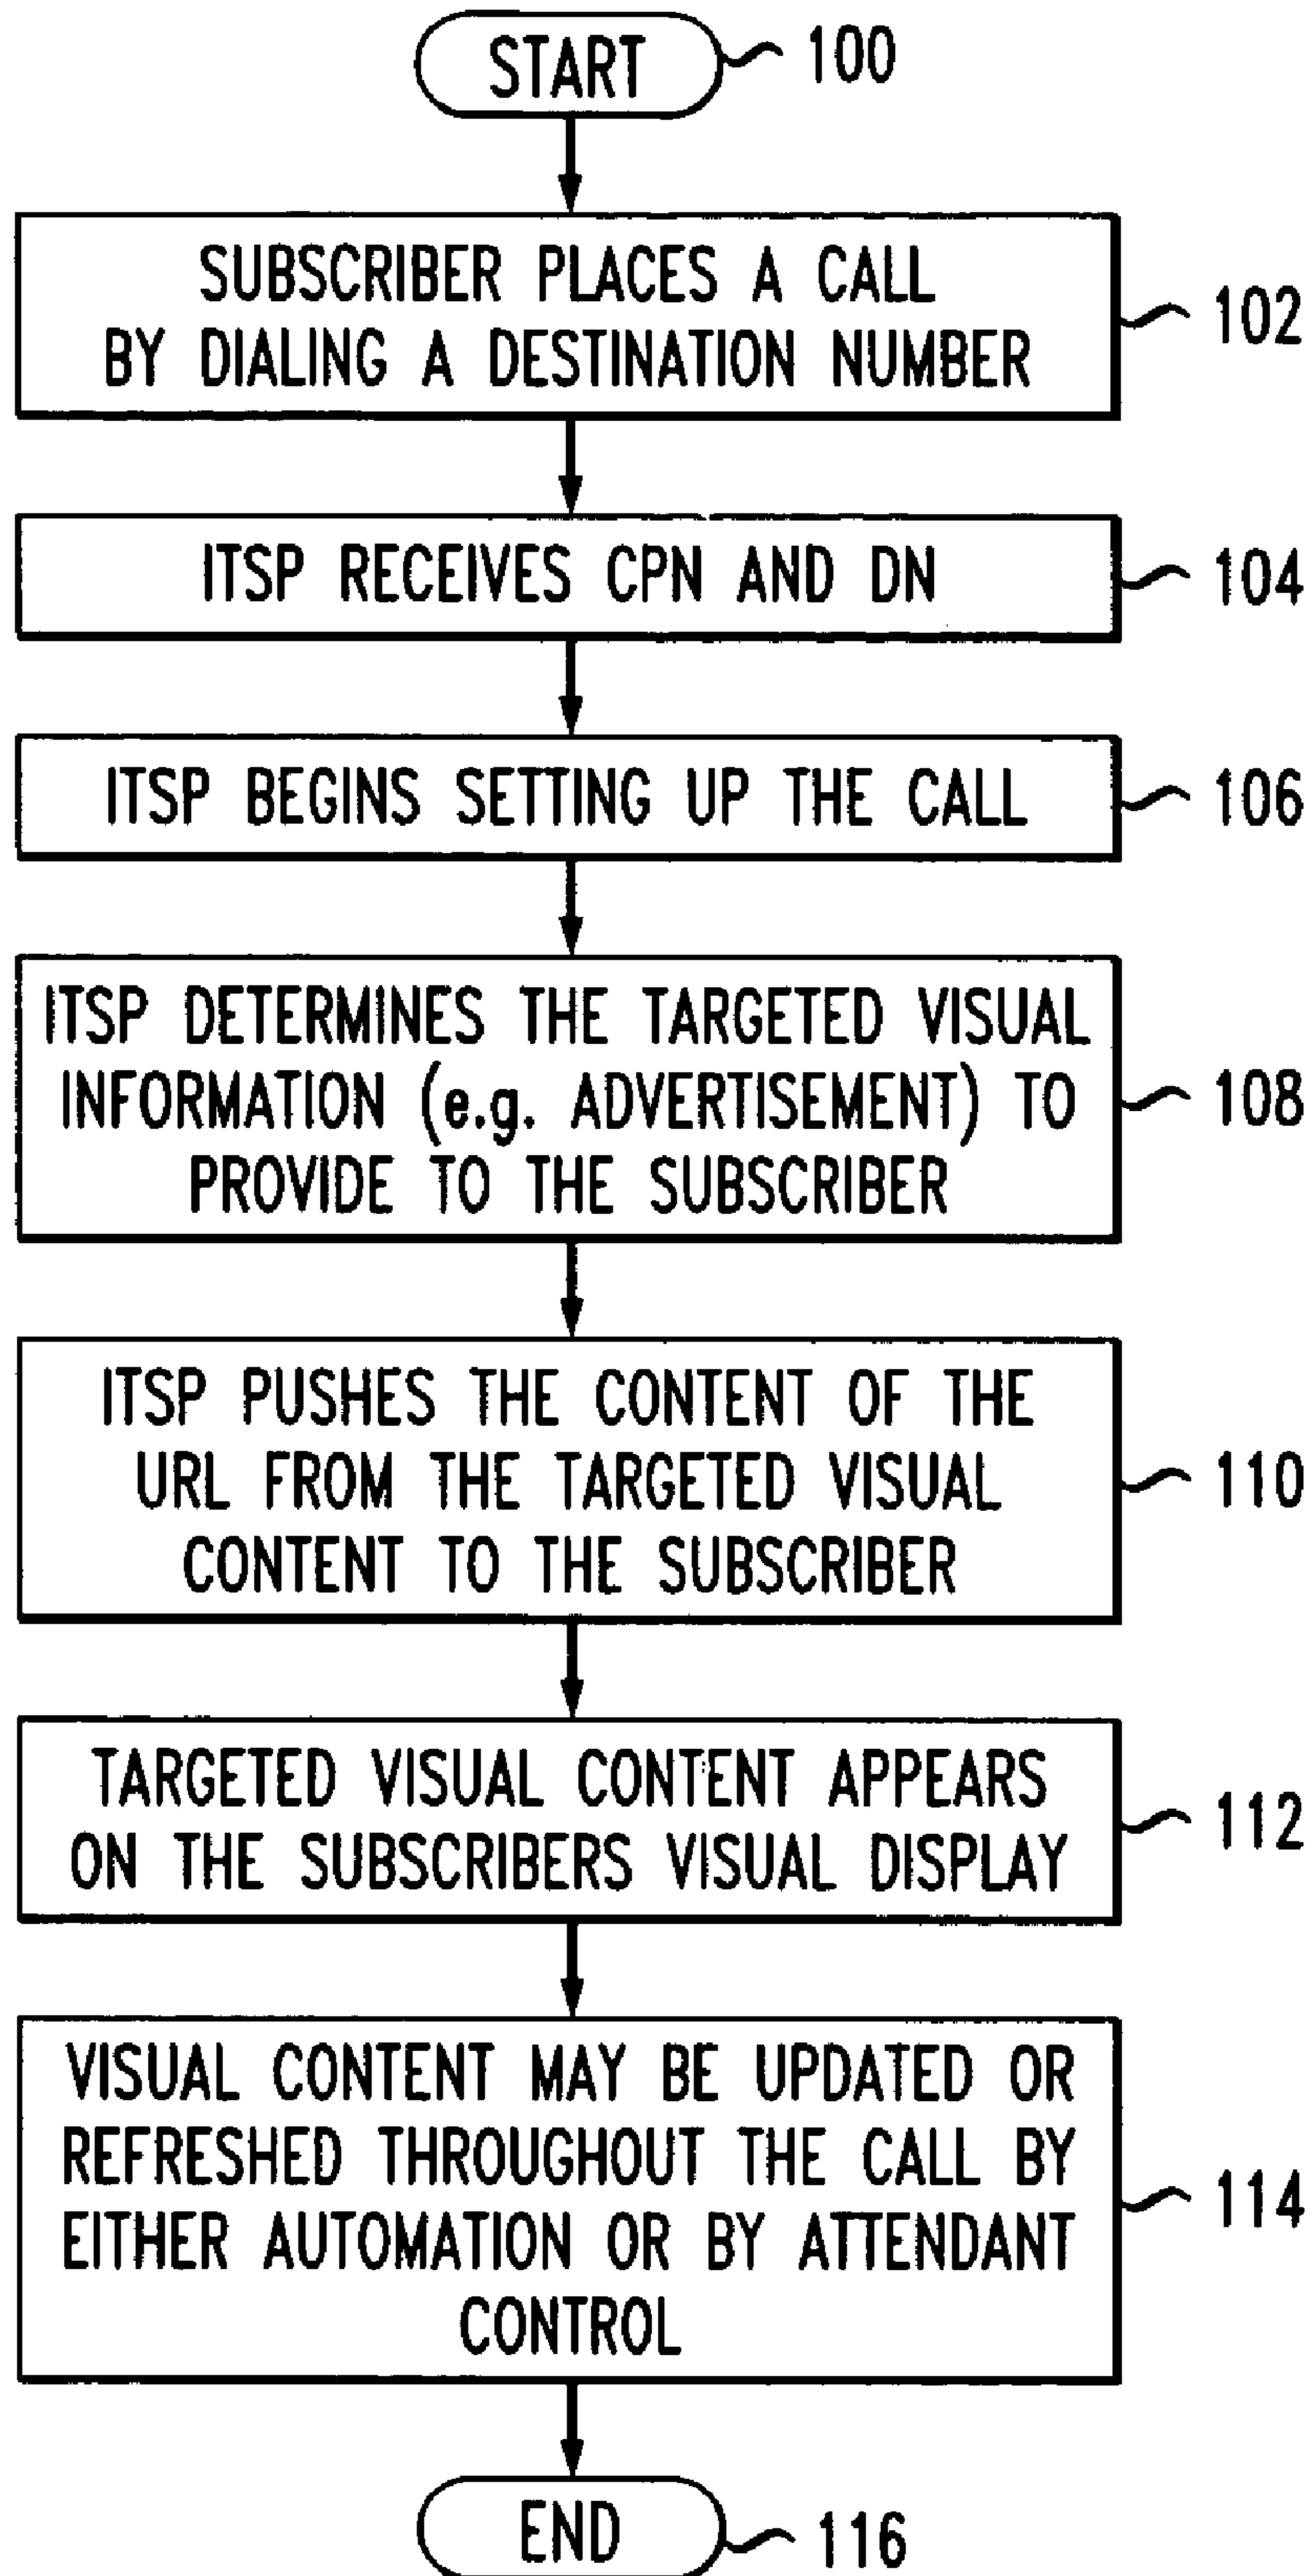 START 100
SUBSCRIBER PLACES A CALL
BY DIALING A DESTINATION NUMBER
102
ITSP RECEIVES CPN AND DN
104
ITSP BEGINS SETTING UP THE CALL
106
ITSP DETERMINES THE TARGETED VISUAL
INFORMATION (e.g. ADVERTISEMENT) TO
PROVIDE TO THE SUBSCRIBER
108
ITSP PUSHES THE CONTENT OF THE
URL FROM THE TARGETED VISUAL
CONTENT TO THE SUBSCRIBER
110
TARGETED VISUAL CONTENT APPEARS
ON THE SUBSCRIBERS VISUAL DISPLAY
112
VISUAL CONTENT MAY BE UPDATED OR
REFRESHED THROUGHOUT THE CALL BY
EITHER AUTOMATION OR BY ATTENDANT
CONTROL
114
END 116